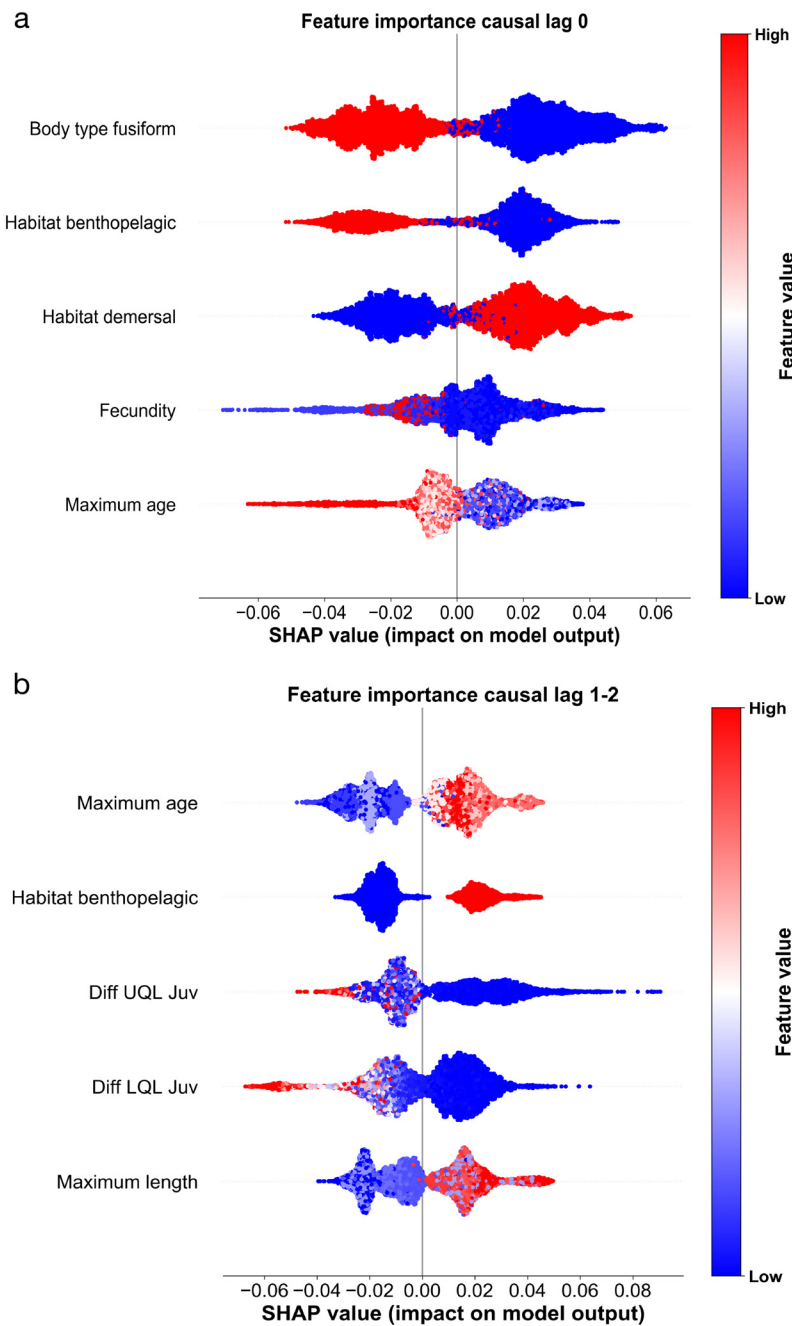 a
Feature importance causal lag 0
High
Body type fusiform
Habitat benthopelagic
Habitat demersal
Fecundity
Maximum age
Feature value
Low
−0.06 −0.04 −0.02 0.00 0.02 0.04 0.06
SHAP value (impact on model output)
b
Feature importance causal lag 1-2
High
Maximum age
Habitat benthopelagic
Diff UQL Juv
Diff LQL Juv
Maximum length
Feature value
Low
−0.06 −0.04 −0.02 0.00 0.02 0.04 0.06 0.08
SHAP value (impact on model output)